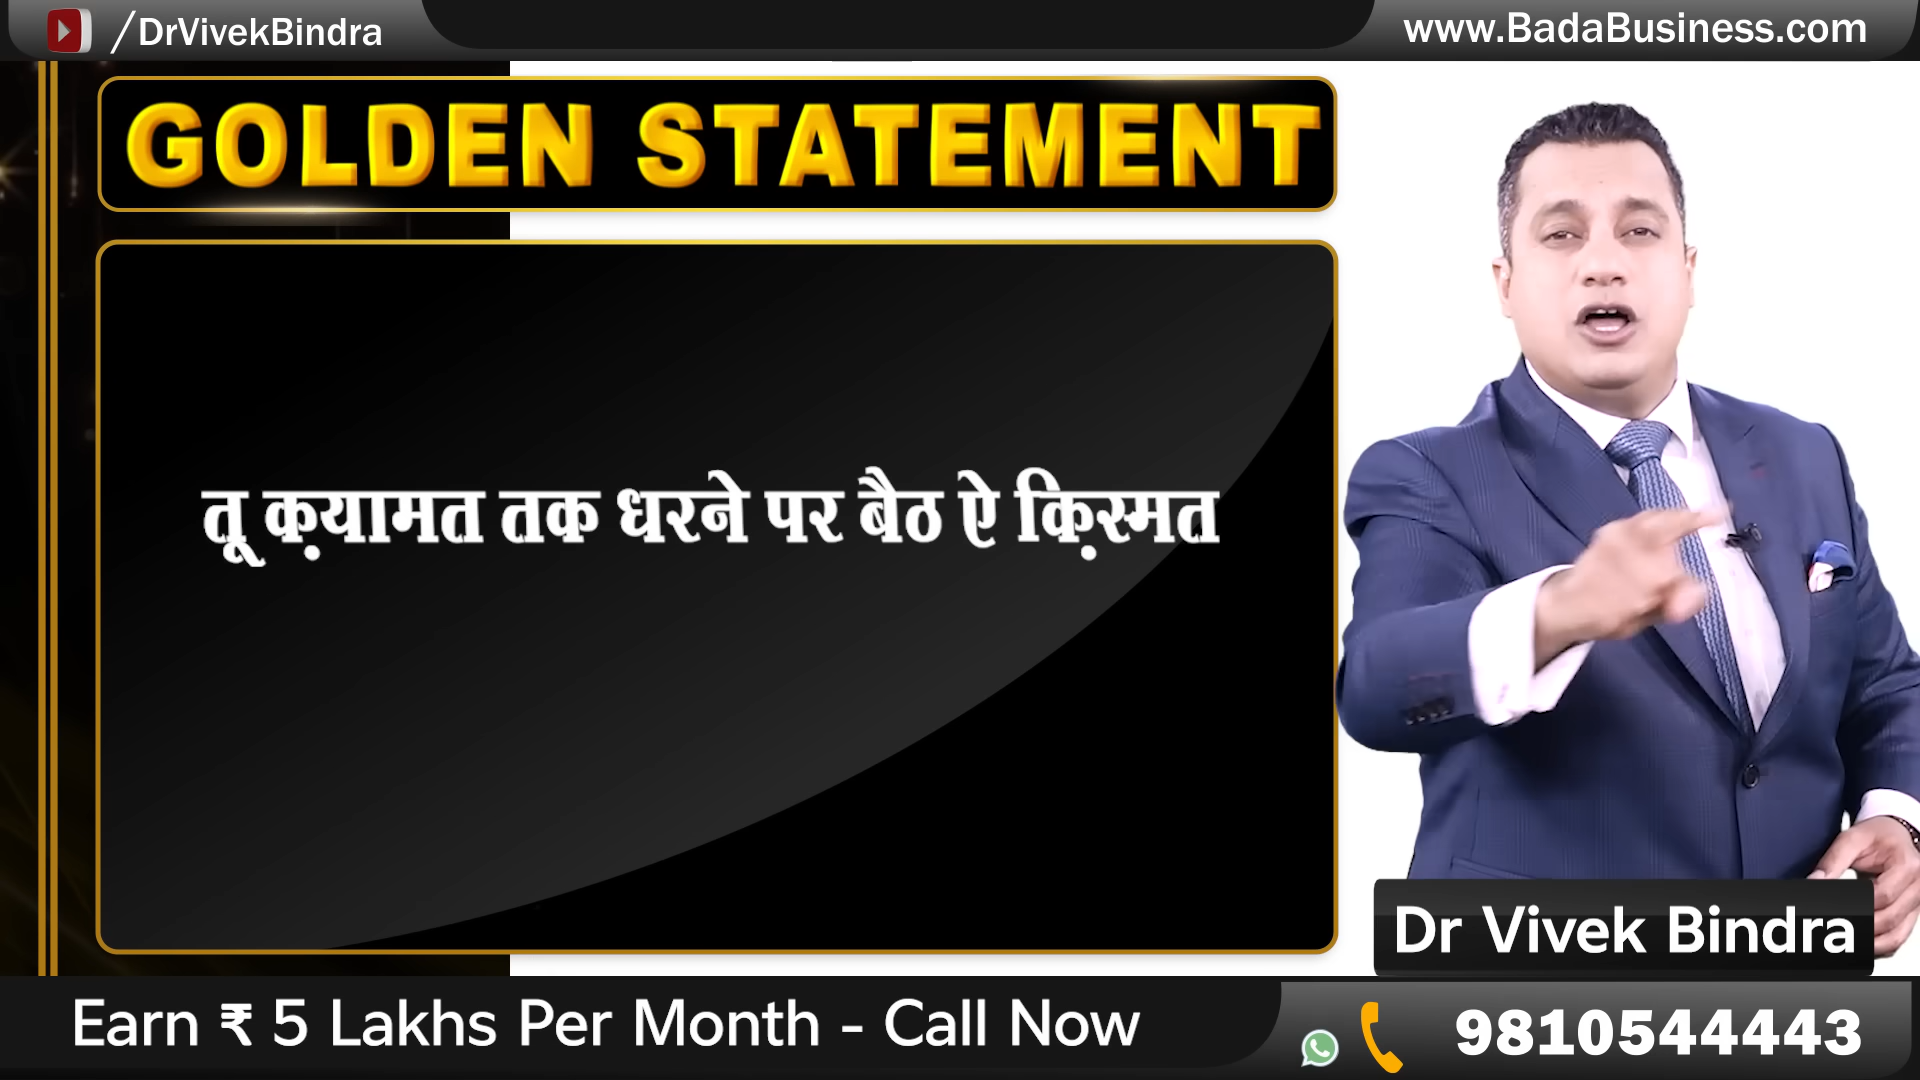 /DrVivekBindra
www.BadaBusiness.com
GOLDEN STATEMENT
तू क़यामत तक धरने पर बैठ ऐ क़िस्मत
Dr Vivek Bindra
Earn ₹ 5 Lakhs Per Month - Call Now
9810544443